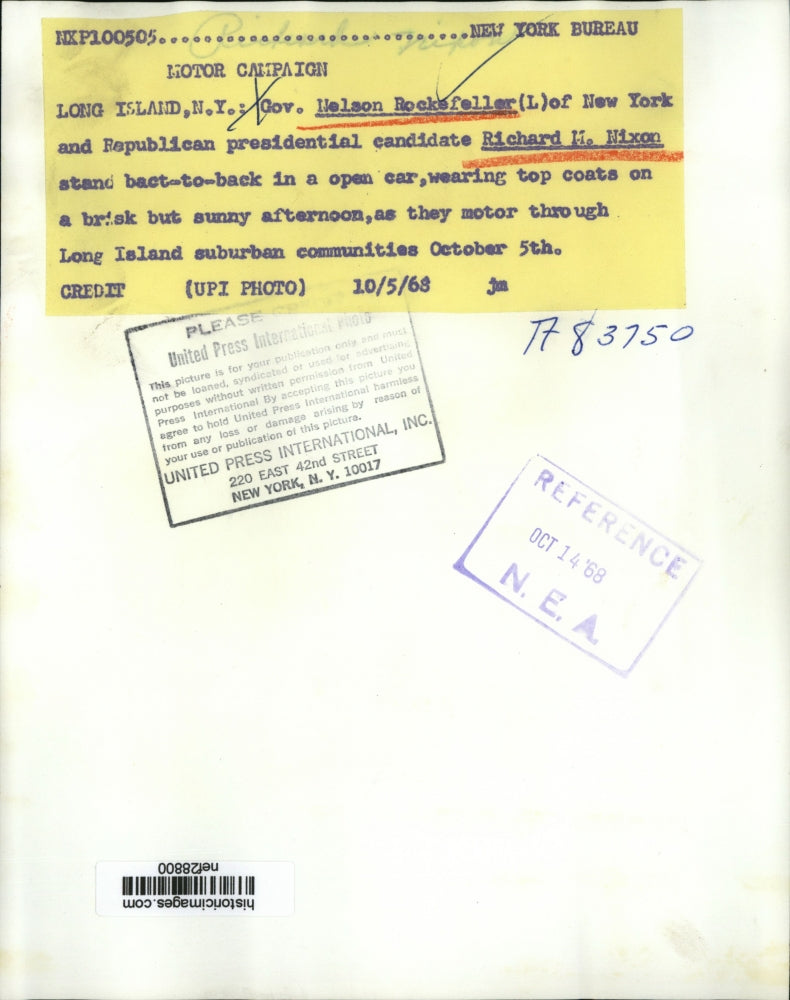 Richard Nixon
NXP100505.............................NEW YORK BUREAU
MOTOR CAMPAIGN
LONG ISLAND,N.Y.: Gov. Nelson Rockefeller(L)of New York
and Republican presidential candidate Richard M. Nixon
stand bact-to-back in a open car,wearing top coats on
a brisk but sunny afternoon,as they motor through
Long Island suburban communities October 5th.
CREDIT (UPI PHOTO) 10/5/68 jm
PLEASE
United Press International Photo
This picture is for your publication only and must
not be loaned, syndicated or used for advertising
purposes without written permission from United
Press International By accepting this picture you
agree to hold United Press International harmless
from any loss or damage arising by reason of
your use or publication of this picture.
UNITED PRESS INTERNATIONAL, INC.
220 EAST 42nd STREET
NEW YORK, N. Y. 10017
A83750
REFERENCE
OCT 14 '68
N. E. A.
historicimages.com
nef28800